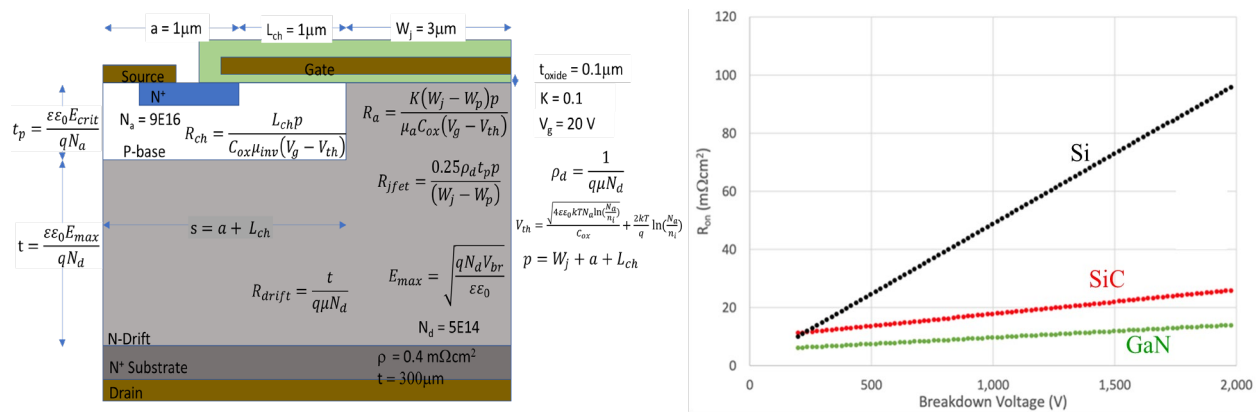 a = 1μm
L_ch = 1μm
W_j = 3μm
Source
Gate
N⁺
t_oxide = 0.1μm
K = 0.1
V_g = 20 V
t_p = εε₀E_crit / qN_a
N_a = 9E16
P-base
R_ch = L_ch p / C_ox μ_inv (V_g − V_th)
R_a = K(W_j − W_p)p / μ_a C_ox (V_g − V_th)
R_jfet = 0.25ρ_d t_p p / (W_j − W_p)
ρ_d = 1 / qμN_d
V_th = √(4εε₀kTN_a ln(N_a/n_i)) / C_ox + 2kT/q ln(N_a/n_i)
p = W_j + a + L_ch
s = a + L_ch
t = εε₀E_max / qN_d
R_drift = t / qμN_d
E_max = √(qN_d V_br / εε₀)
N_d = 5E14
N-Drift
N⁺ Substrate
ρ = 0.4 mΩcm²
t = 300μm
Drain
R_on (mΩcm²)
120
100
80
60
40
20
0
Si
SiC
GaN
0
500
1,000
1,500
2,000
Breakdown Voltage (V)